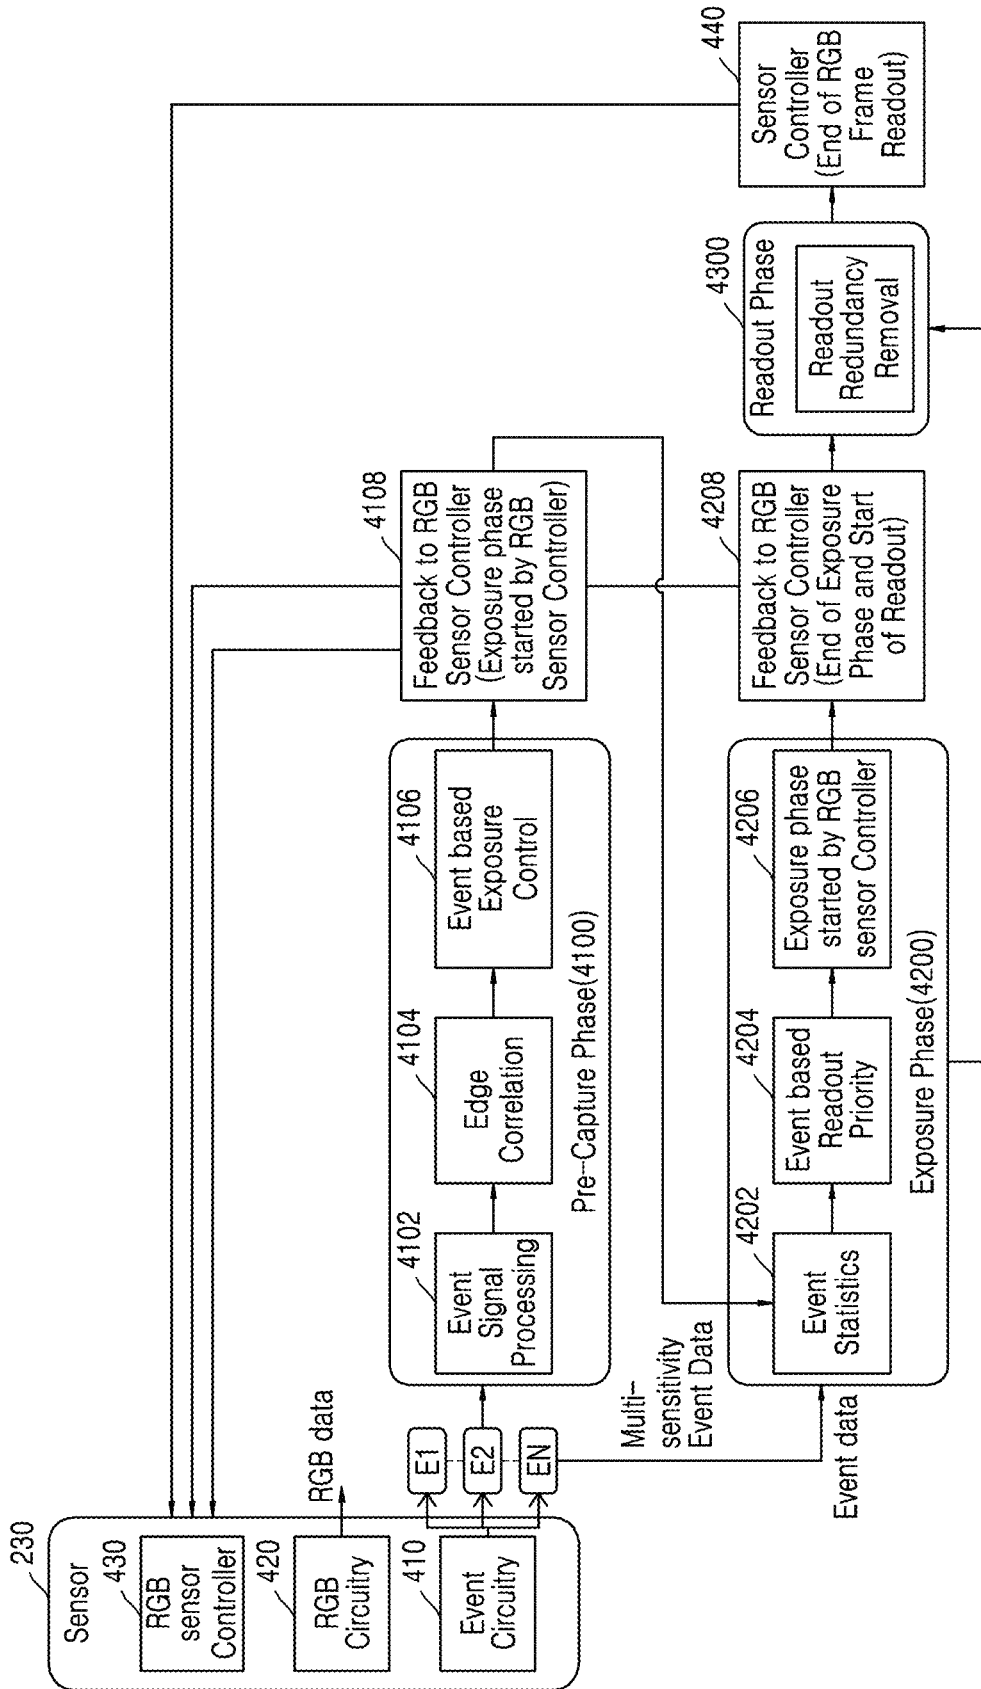 230
Sensor
430
RGB
sensor
Controller
420
RGB
Circuitry
410
Event
Circuitry
RGB data
E1
E2
EN
Multi-
sensitivity
Event Data
Event data
4102
Event
Signal
Processing
4104
Edge
Correlation
4106
Event based
Exposure
Control
Pre-Capture Phase(4100)
4108
Feedback to RGB
Sensor Controller
(Exposure phase
started by RGB
Sensor Controller)
4202
Event
Statistics
4204
Event based
Readout
Priority
4206
Exposure phase
started by RGB
sensor Controller
Exposure Phase(4200)
4208
Feedback to RGB
Sensor Controller
(End of Exposure
Phase and Start
of Readout)
4300
Readout Phase
Readout
Redundancy
Removal
440
Sensor
Controller
(End of RGB
Frame
Readout)